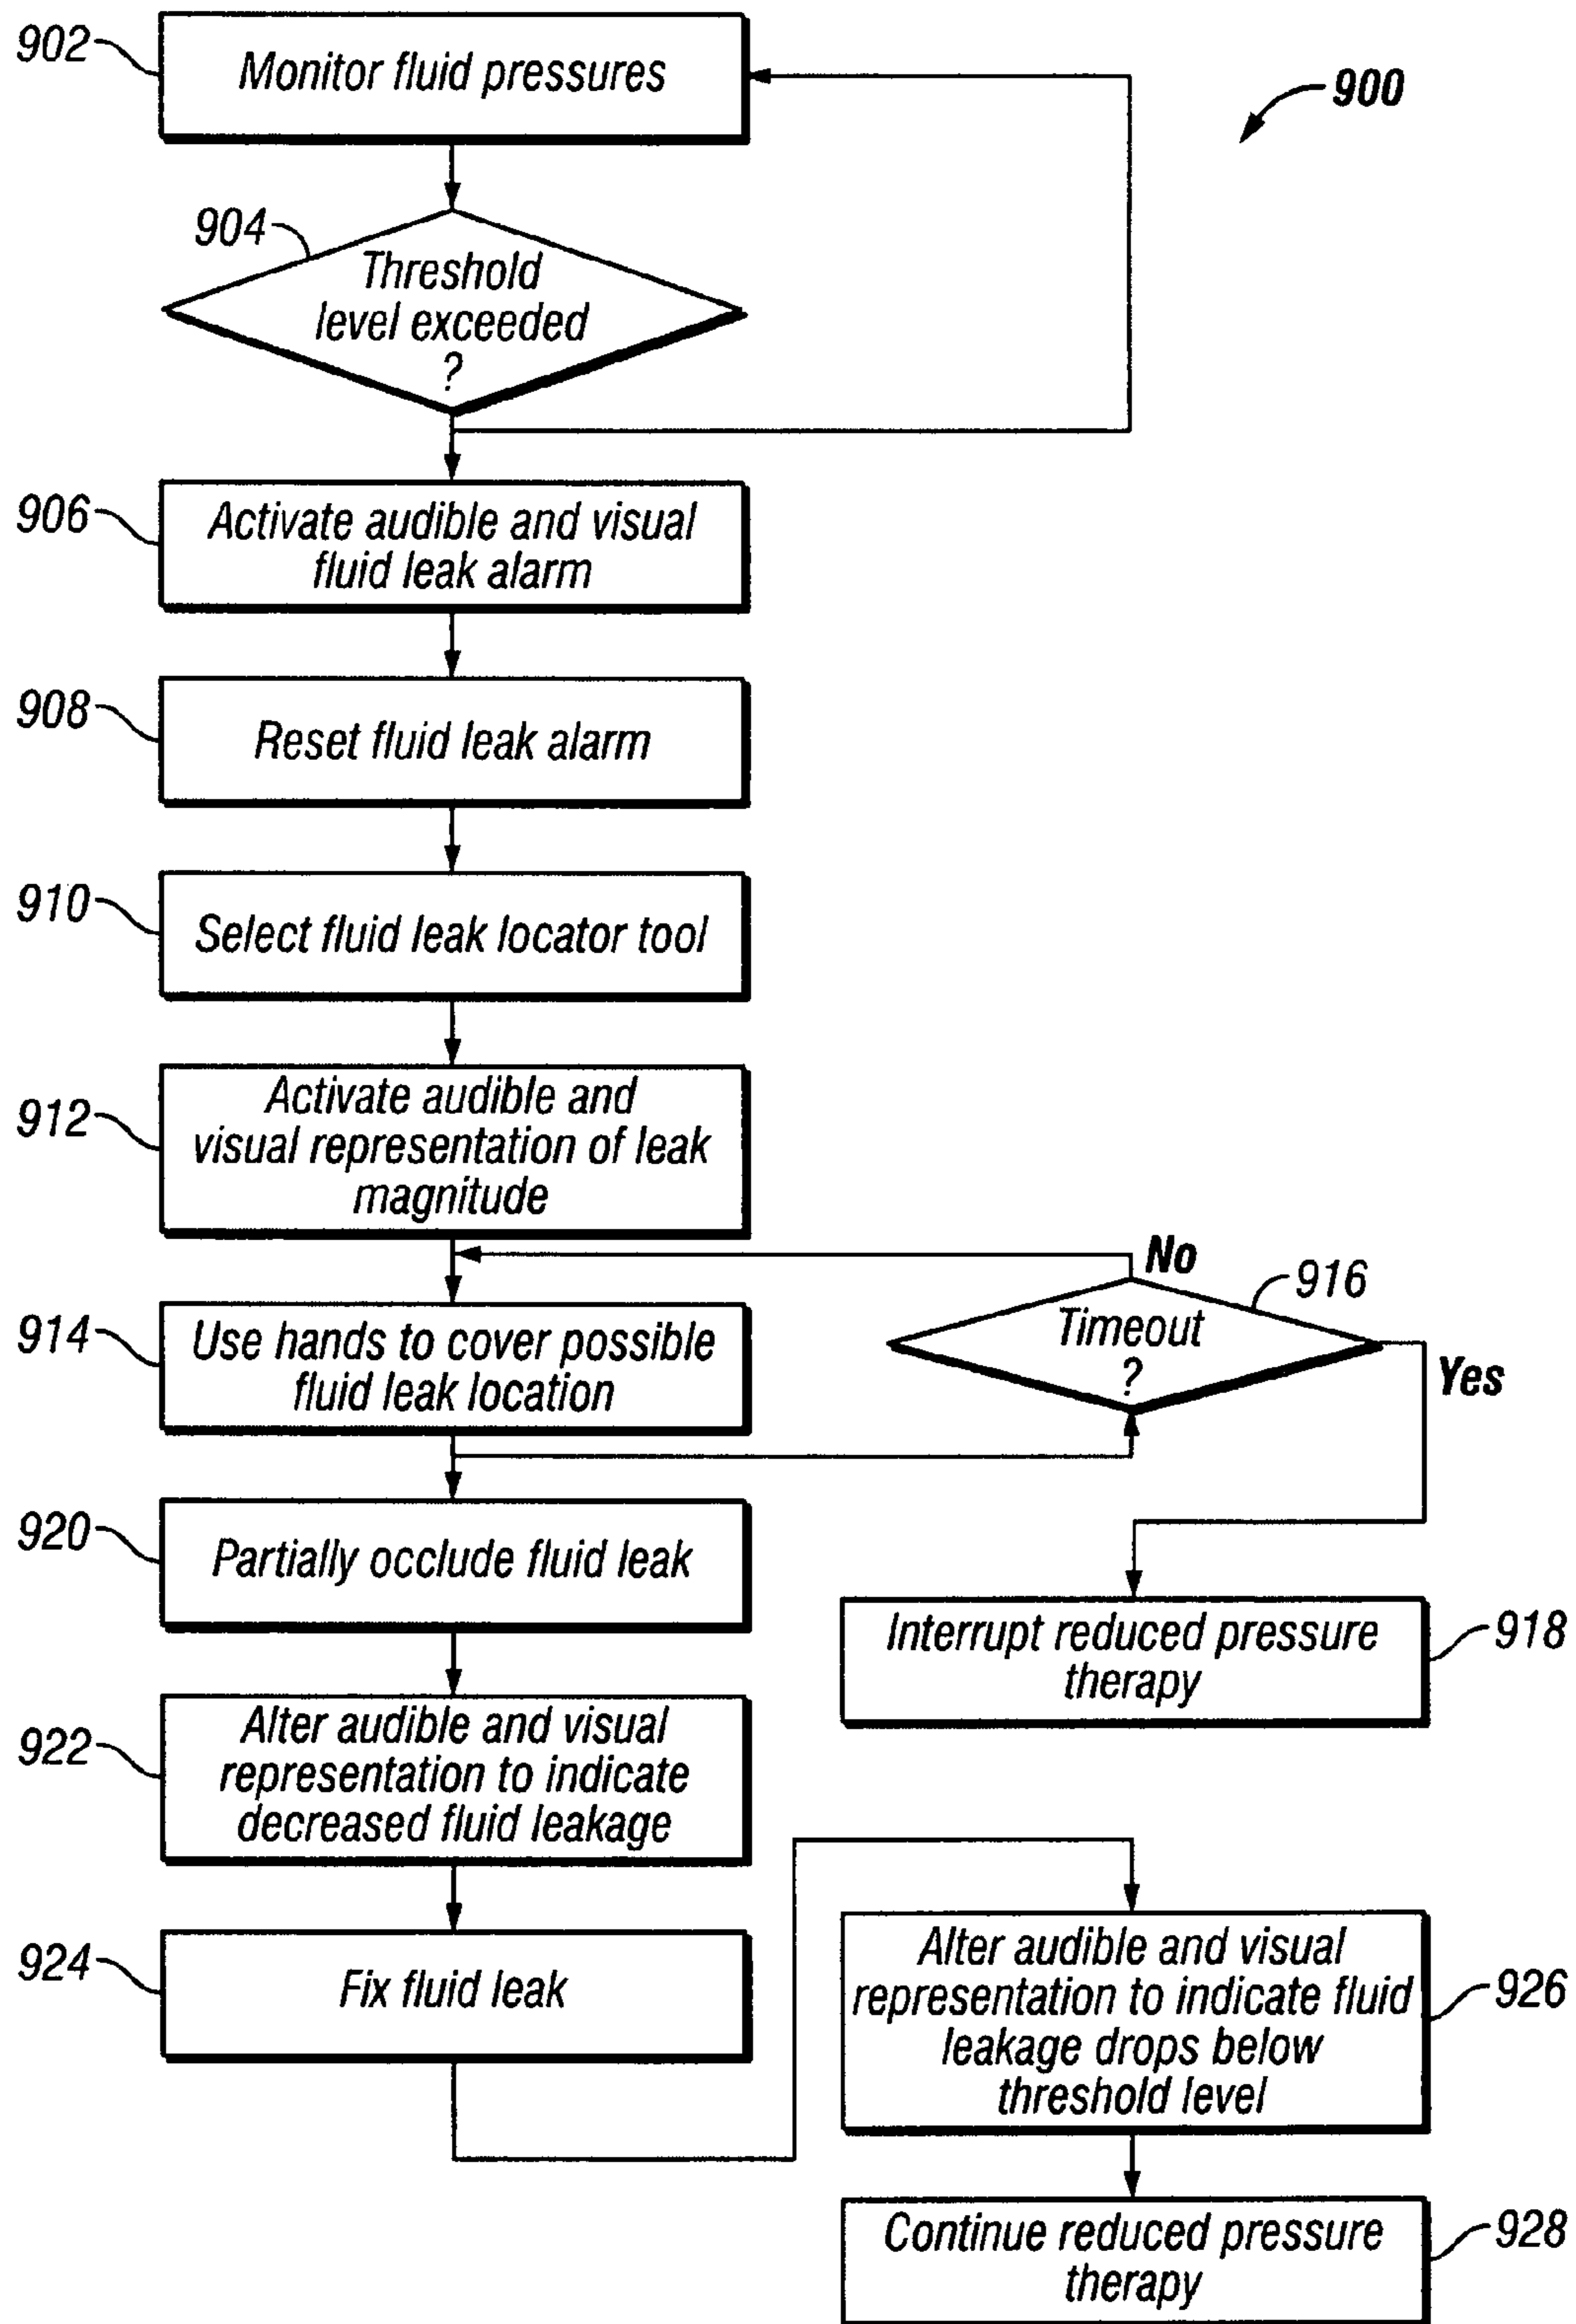 902
Monitor fluid pressures
900
904
Threshold
level exceeded
?
906
Activate audible and visual
fluid leak alarm
908
Reset fluid leak alarm
910
Select fluid leak locator tool
912
Activate audible and
visual representation of leak
magnitude
No
916
914
Use hands to cover possible
fluid leak location
Timeout
?
Yes
920
Partially occlude fluid leak
Interrupt reduced pressure
therapy
918
922
Alter audible and visual
representation to indicate
decreased fluid leakage
924
Fix fluid leak
Alter audible and visual
representation to indicate fluid
leakage drops below
threshold level
926
Continue reduced pressure
therapy
928